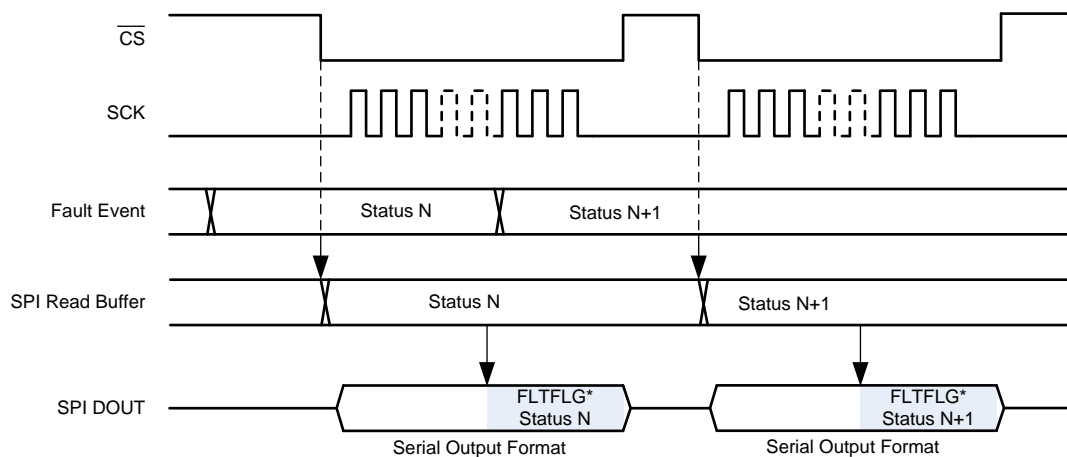 CS
SCK
Fault Event
Status N
Status N+1
SPI Read Buffer
Status N
Status N+1
SPI DOUT
FLTFLG*
Status N
FLTFLG*
Status N+1
Serial Output Format
Serial Output Format